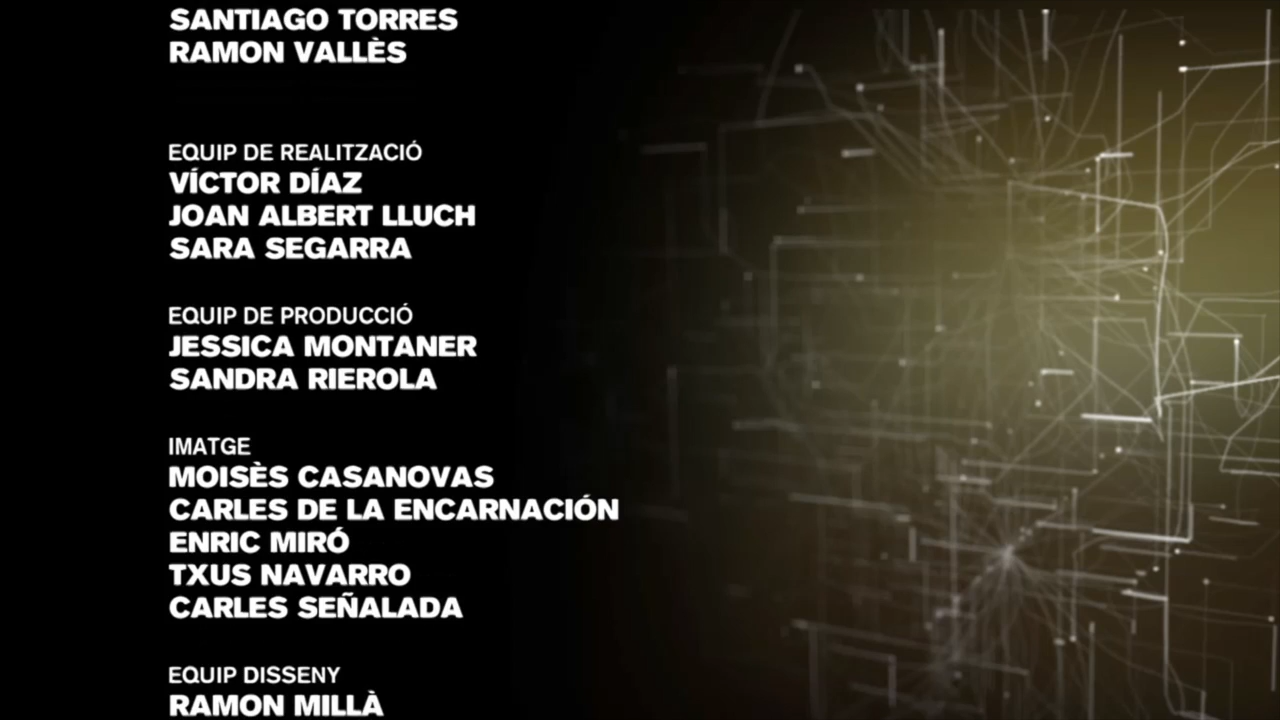 SANTIAGO TORRES
RAMON VALLÈS
EQUIP DE REALITZACIÓ
VÍCTOR DÍAZ
JOAN ALBERT LLUCH
SARA SEGARRA
EQUIP DE PRODUCCIÓ
JESSICA MONTANER
SANDRA RIEROLA
IMATGE
MOISÈS CASANOVAS
CARLES DE LA ENCARNACIÓN
ENRIC MIRÓ
TXUS NAVARRO
CARLES SEÑALADA
EQUIP DISSENY
RAMON MILLÀ